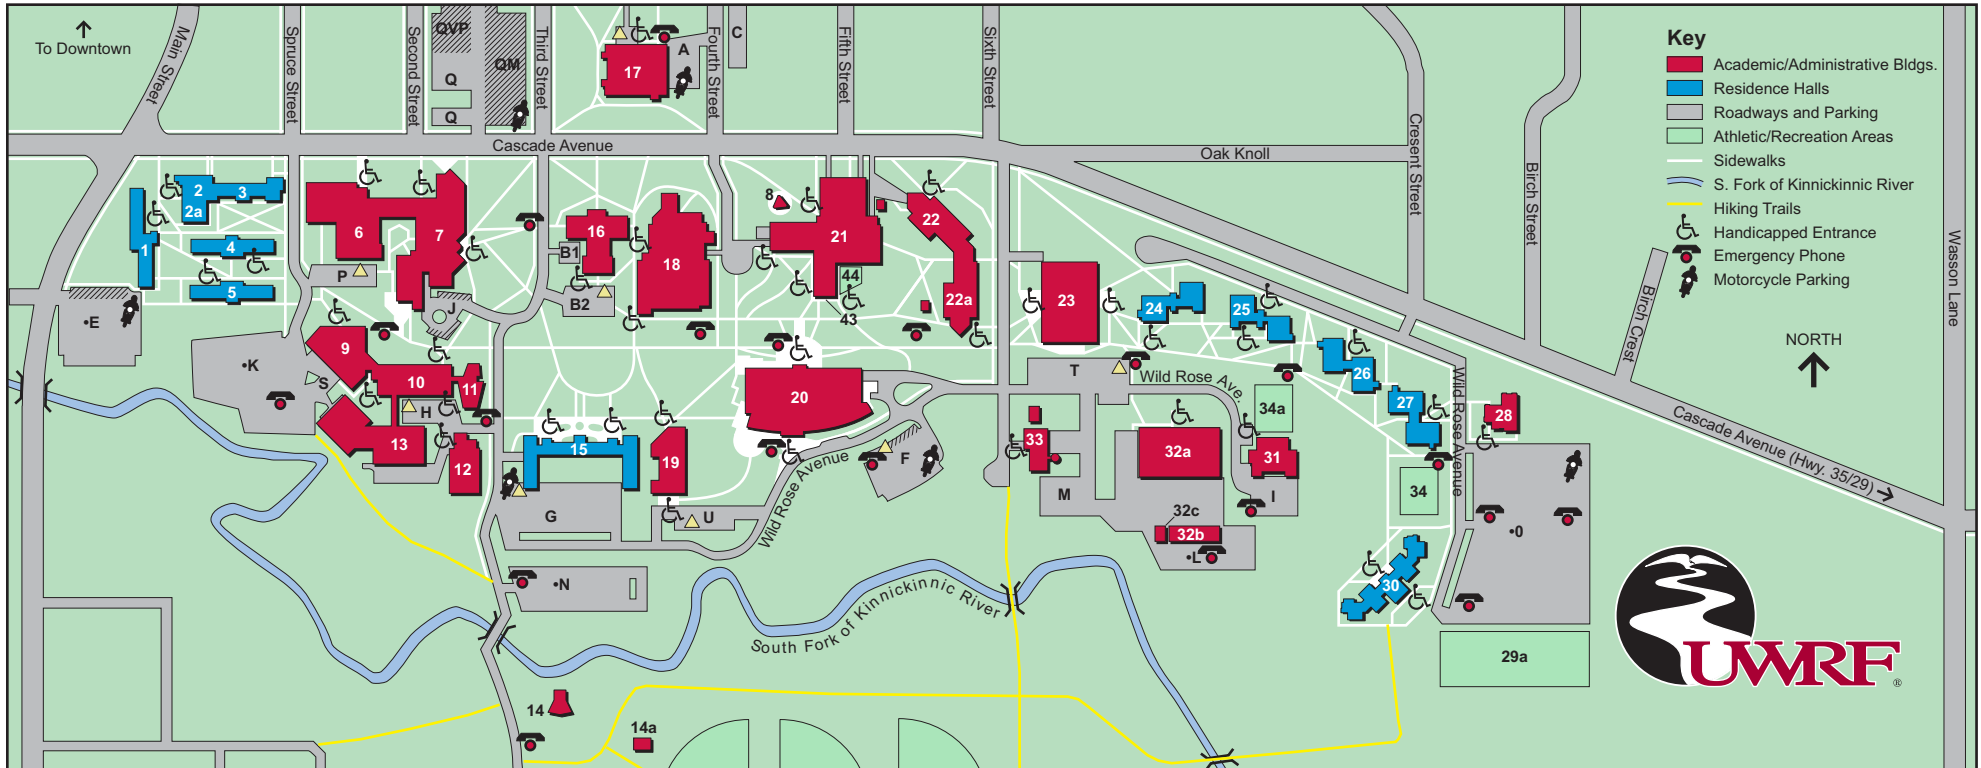 To Downtown
Main Street
Spruce Street
Second Street
Third Street
Fourth Street
Fifth Street
Sixth Street
Cresent Street
Birch Street
Birch Crest
Wasson Lane
QVP
QM
Q
Q
17
A
C
Cascade Avenue
Oak Knoll
Key
Academic/Administrative Bldgs.
Residence Halls
Roadways and Parking
Athletic/Recreation Areas
Sidewalks
S. Fork of Kinnickinnic River
Hiking Trails
Handicapped Entrance
Emergency Phone
Motorcycle Parking
NORTH
1
2
2a
3
4
5
6
7
8
P
J
16
B1
B2
18
21
22
22a
44
43
23
24
25
26
27
28
•E
•K
S
9
10
11
H
13
12
15
19
20
G
U
F
Wild Rose Avenue
T
Wild Rose Ave.
34a
33
32a
31
M
I
32c
32b
•L
34
Wild Rose Avenue
•0
30
29a
Cascade Avenue (Hwy. 35/29)
•N
South Fork of Kinnickinnic River
14
14a
UWRF®